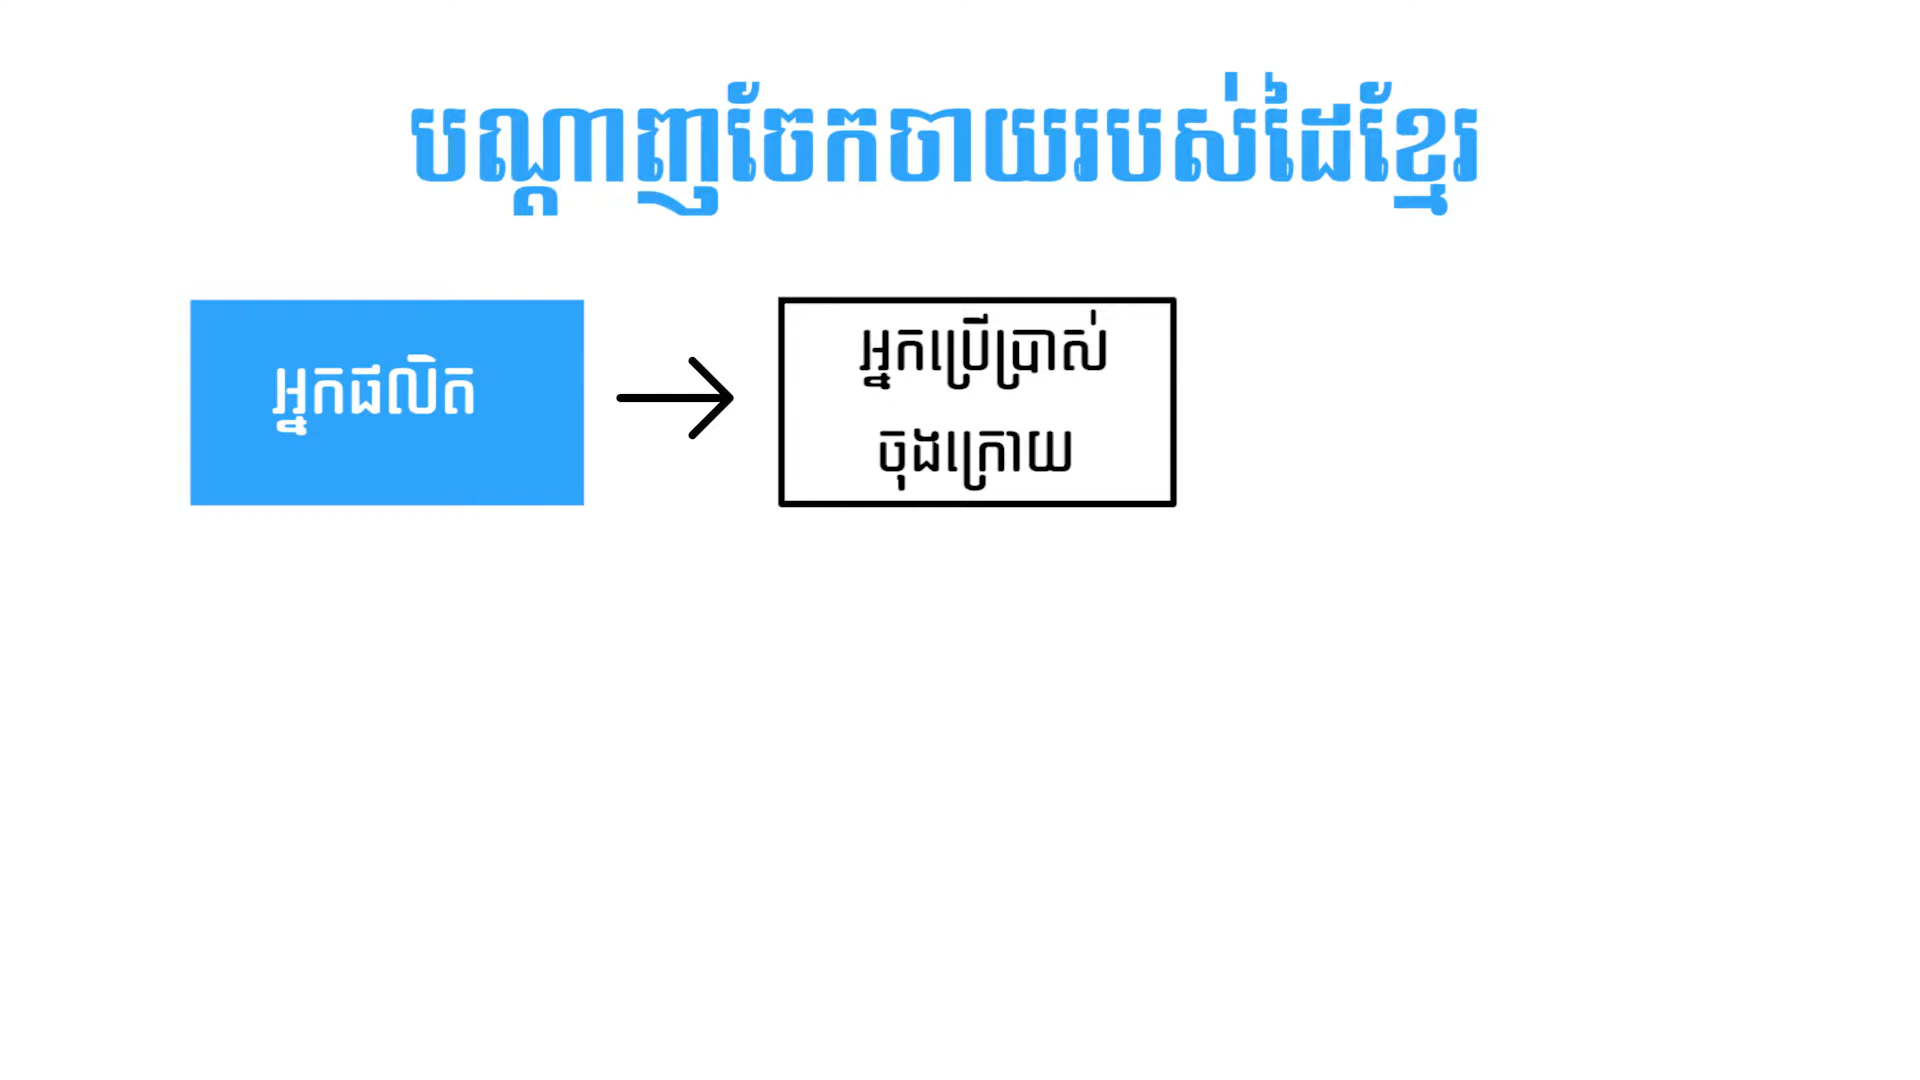 បណ្ដាញចែកចាយរបស់ដៃខ្មែរ
អ្នកផលិត
អ្នកប្រើប្រាស់
ចុងក្រោយ